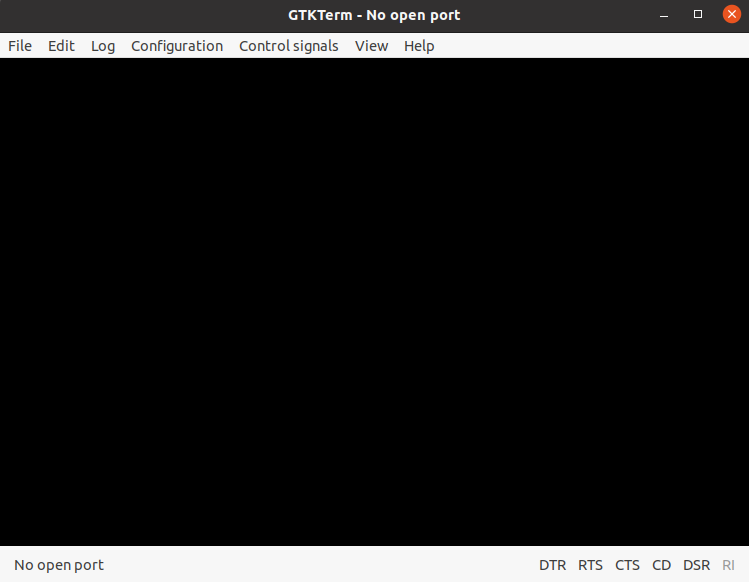 GTKTerm - No open port
File Edit Log Configuration Control signals View Help
No open port DTR RTS CTS CD DSR RI